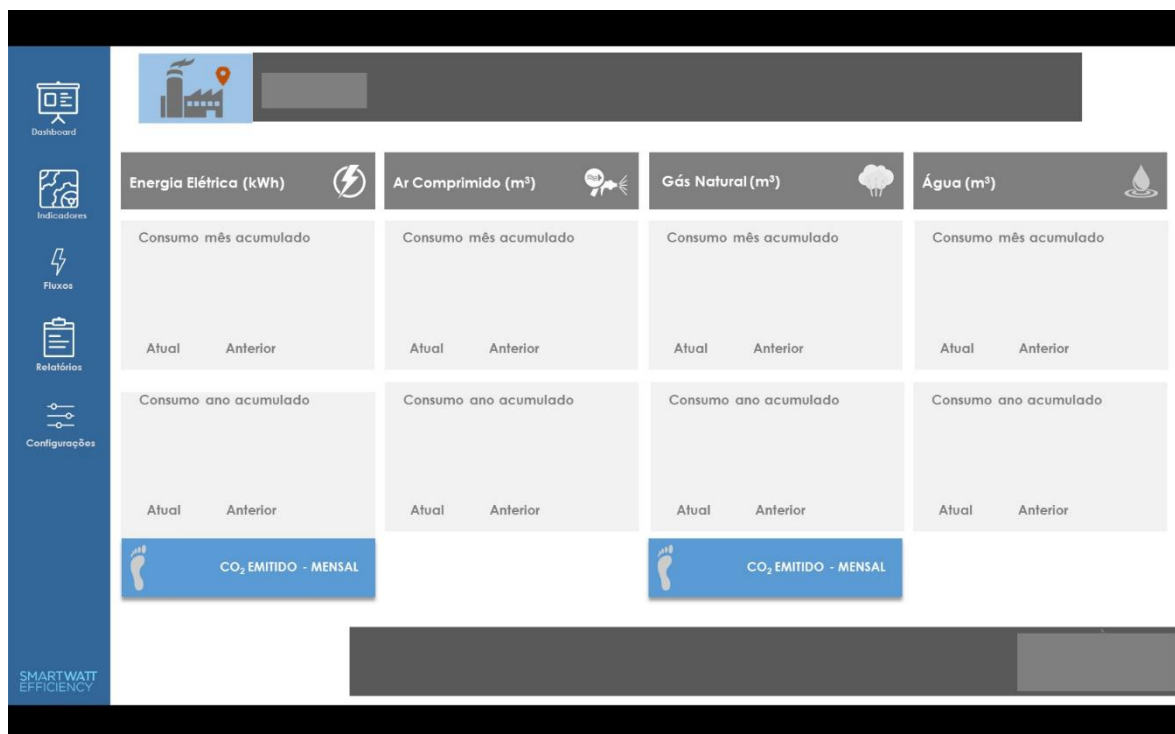 Dashboard
Indicadores
Fluxos
Relatórios
Configurações
SMARTWATT
EFFICIENCY
Energia Elétrica (kWh)
Ar Comprimido (m³)
Gás Natural (m³)
Água (m³)
Consumo mês acumulado
Consumo mês acumulado
Consumo mês acumulado
Consumo mês acumulado
Atual Anterior
Atual Anterior
Atual Anterior
Atual Anterior
Consumo ano acumulado
Consumo ano acumulado
Consumo ano acumulado
Consumo ano acumulado
Atual Anterior
Atual Anterior
Atual Anterior
Atual Anterior
CO₂ EMITIDO - MENSAL
CO₂ EMITIDO - MENSAL